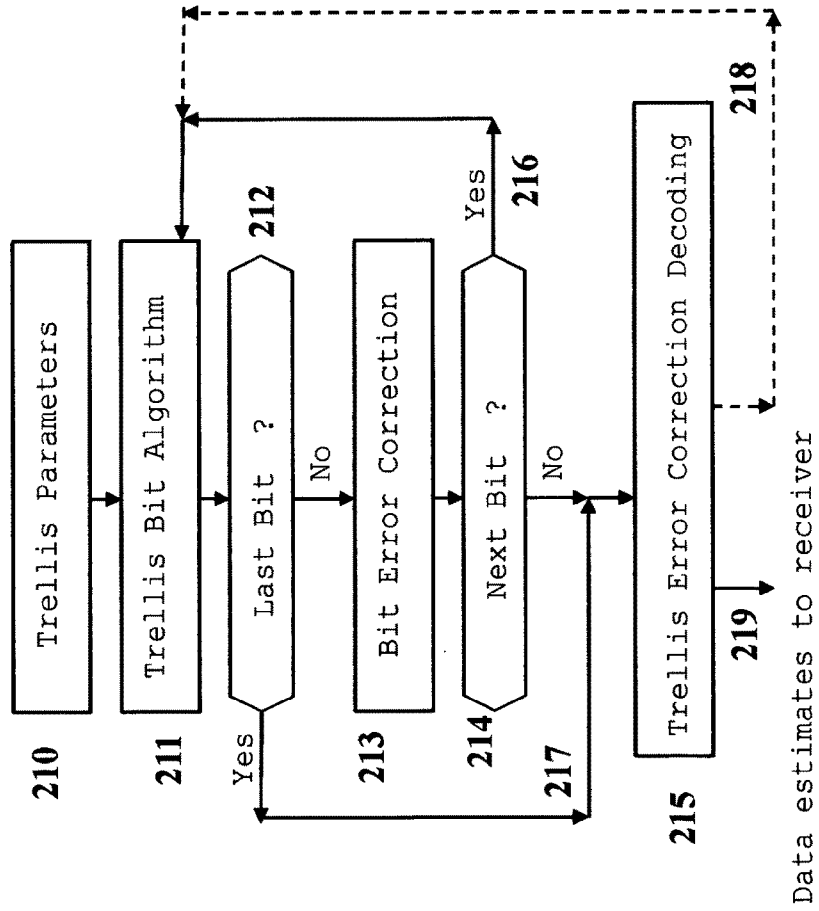 210
Trellis Parameters
211
Trellis Bit Algorithm
Last Bit ?
212
Yes
No
213
Bit Error Correction
214
Next Bit ?
Yes
216
No
217
215
Trellis Error Correction Decoding
218
219
Data estimates to receiver